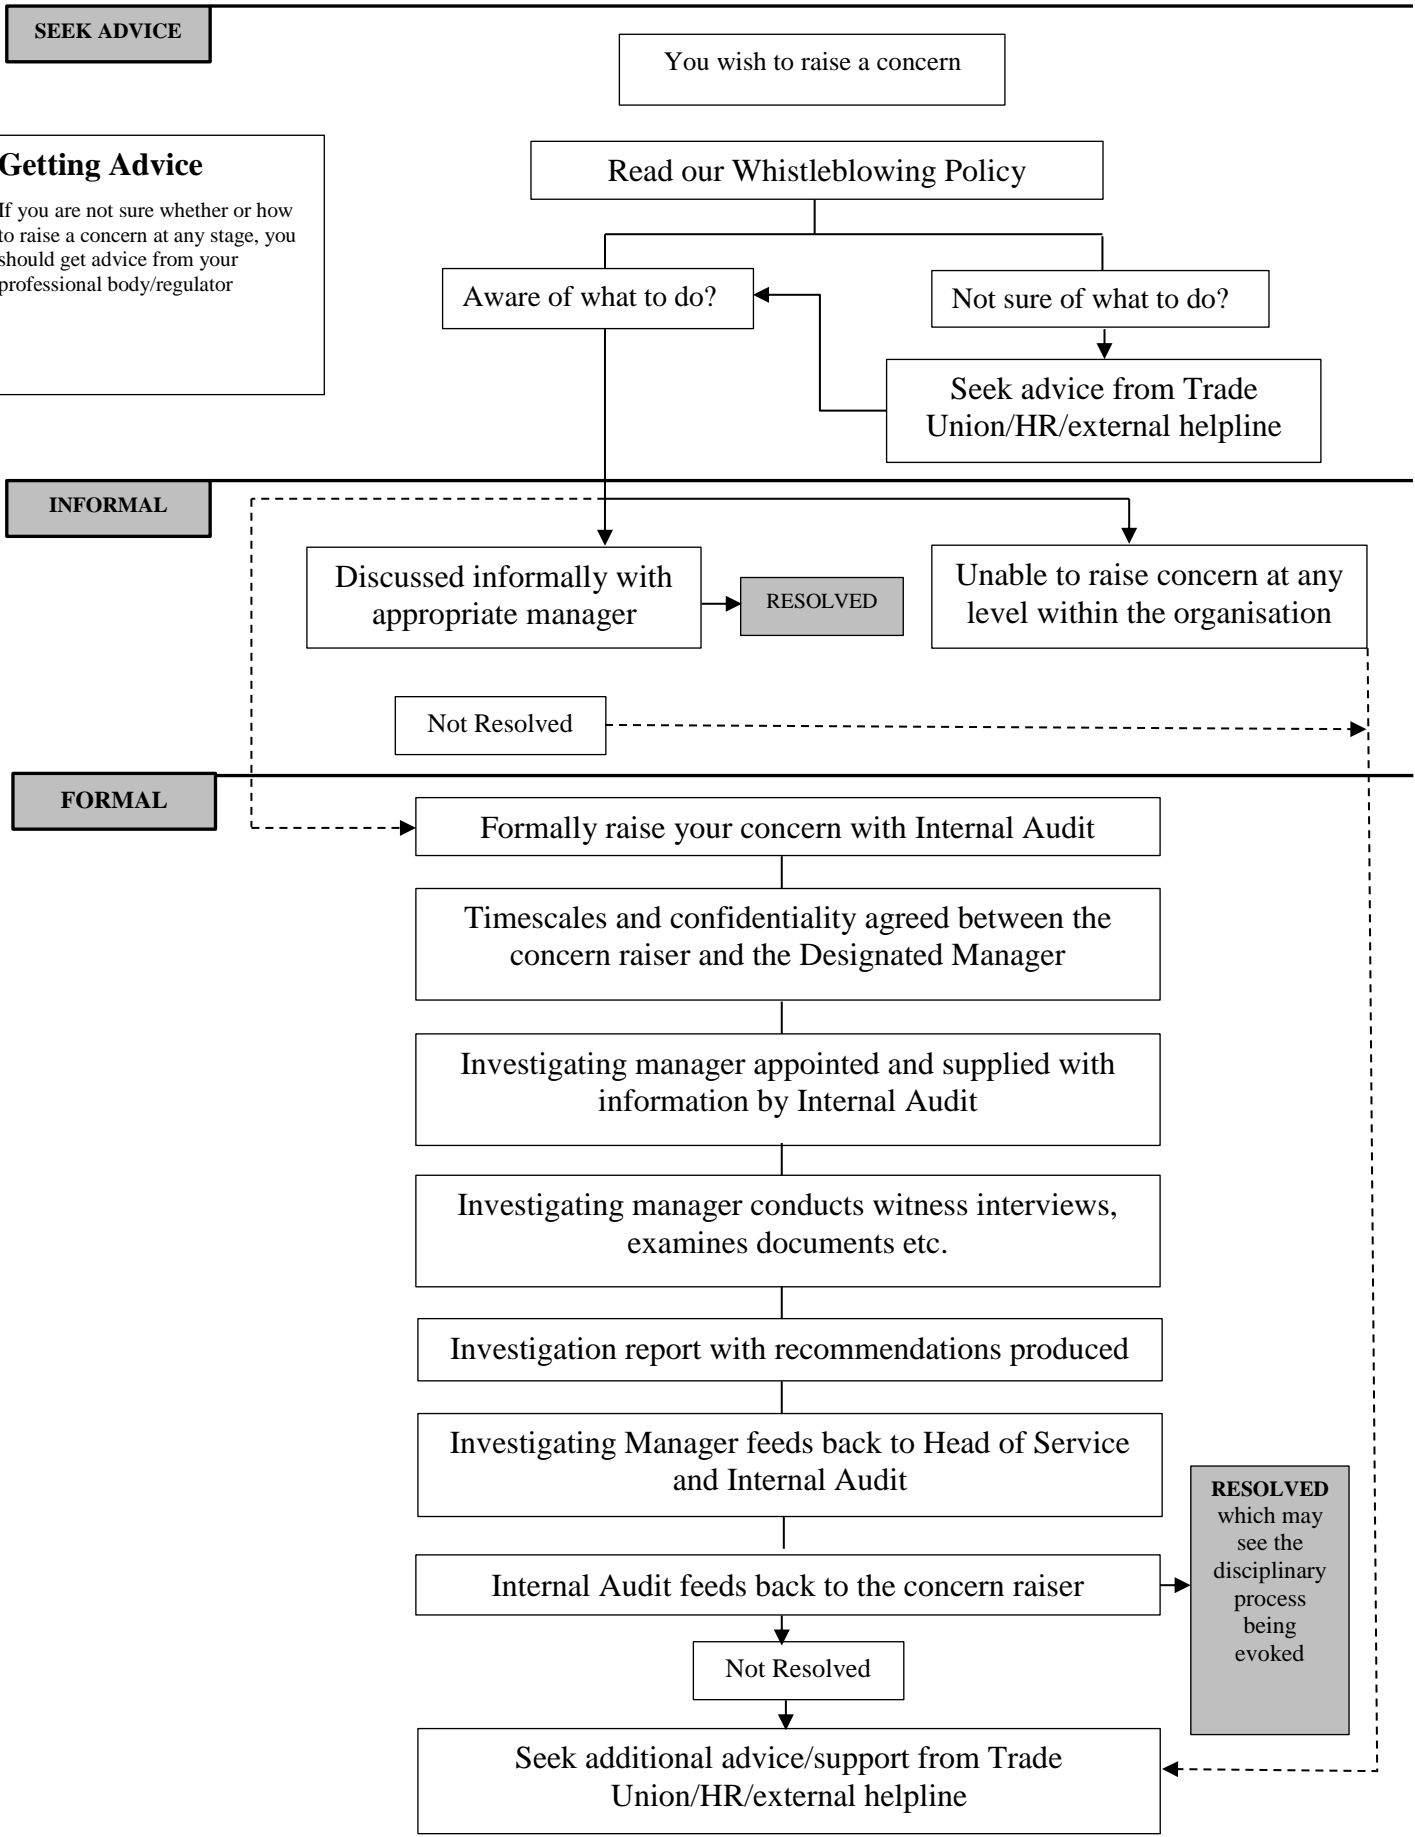 SEEK ADVICE
You wish to raise a concern
Getting Advice
If you are not sure whether or how
to raise a concern at any stage, you
should get advice from your
professional body/regulator
Read our Whistleblowing Policy
Aware of what to do?
Not sure of what to do?
Seek advice from Trade
Union/HR/external helpline
INFORMAL
Discussed informally with
appropriate manager
RESOLVED
Unable to raise concern at any
level within the organisation
Not Resolved
FORMAL
Formally raise your concern with Internal Audit
Timescales and confidentiality agreed between the
concern raiser and the Designated Manager
Investigating manager appointed and supplied with
information by Internal Audit
Investigating manager conducts witness interviews,
examines documents etc.
Investigation report with recommendations produced
Investigating Manager feeds back to Head of Service
and Internal Audit
RESOLVED
which may
see the
disciplinary
process
being
evoked
Internal Audit feeds back to the concern raiser
Not Resolved
Seek additional advice/support from Trade
Union/HR/external helpline